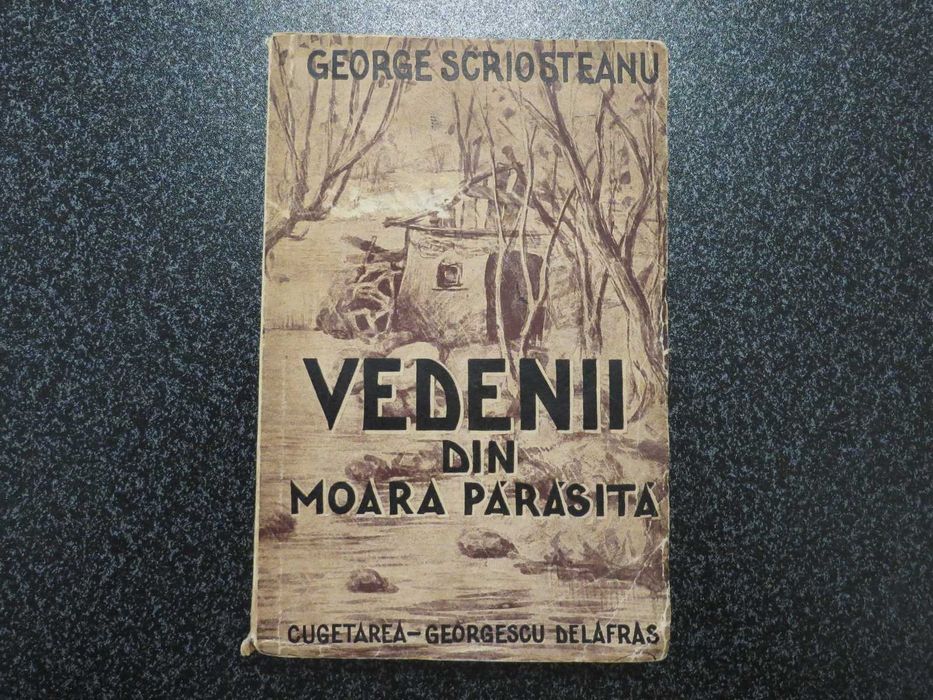 GEORGE SCRIOSTEANU
VEDENII
DIN
MOARA PĂRĂSITĂ
CUGETAREA-GEORGESCU DELAFRAS